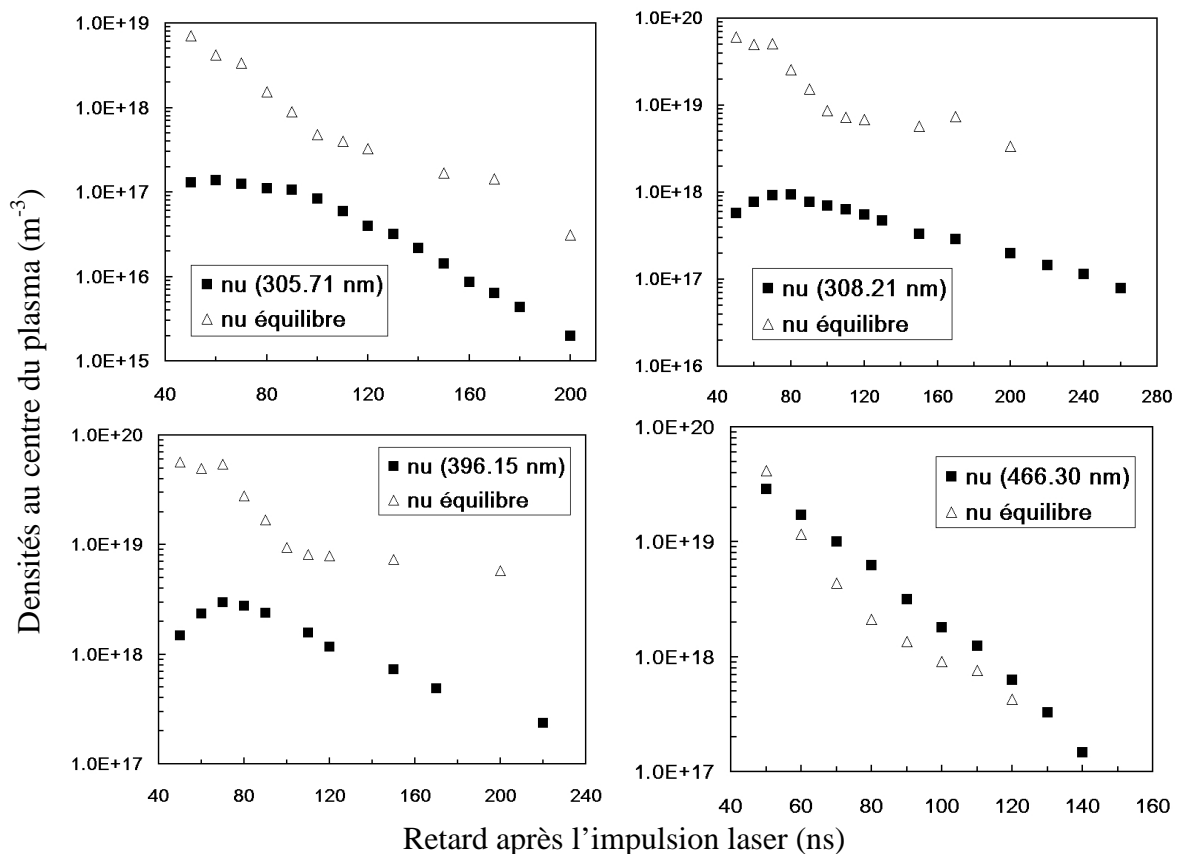 Densités au centre du plasma (m-3)
1.0E+19
1.0E+18
1.0E+17
1.0E+16
1.0E+15
nu (305.71 nm)
nu équilibre
40 80 120 160 200
1.0E+20
1.0E+19
1.0E+18
1.0E+17
1.0E+16
nu (308.21 nm)
nu équilibre
40 80 120 160 200 240 280
1.0E+20
1.0E+19
1.0E+18
1.0E+17
nu (396.15 nm)
nu équilibre
40 80 120 160 200 240
1.0E+20
1.0E+19
1.0E+18
1.0E+17
nu (466.30 nm)
nu équilibre
40 60 80 100 120 140 160
Retard après l’impulsion laser (ns)